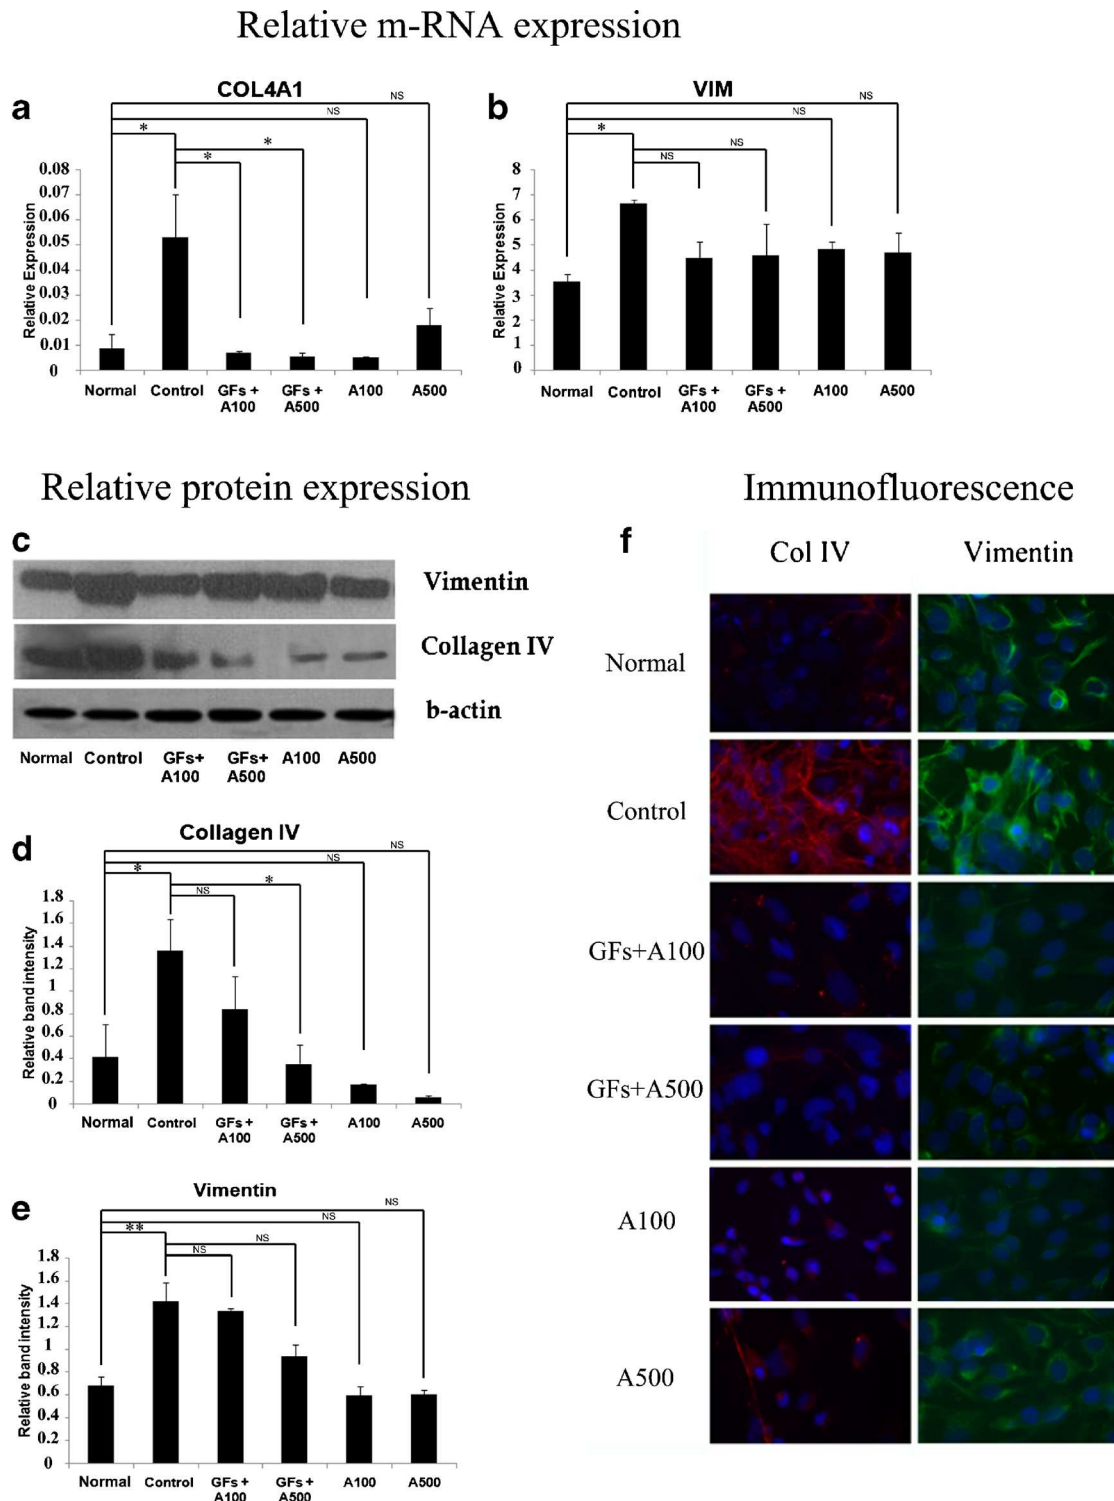 Relative m-RNA expression
a
COL4A1
NS
NS
*
*
*
Relative Expression
0.08
0.07
0.06
0.05
0.04
0.03
0.02
0.01
0
Normal Control GFs + A100 GFs + A500 A100 A500
b
VIM
NS
NS
*
NS
NS
Relative Expression
8
7
6
5
4
3
2
1
0
Normal Control GFs + A100 GFs + A500 A100 A500
Relative protein expression
c
Vimentin
Collagen IV
b-actin
Normal Control GFs+ A100 GFs+ A500 A100 A500
d
Collagen IV
NS
NS
*
*
NS
Relative band intensity
1.8
1.6
1.4
1.2
1
0.8
0.6
0.4
0.2
0
Normal Control GFs + A100 GFs + A500 A100 A500
e
Vimentin
NS
NS
**
NS
NS
Relative band intensity
1.8
1.6
1.4
1.2
1
0.8
0.6
0.4
0.2
0
Normal Control GFs + A100 GFs + A500 A100 A500
Immunofluorescence
f
Col IV Vimentin
Normal
Control
GFs+A100
GFs+A500
A100
A500